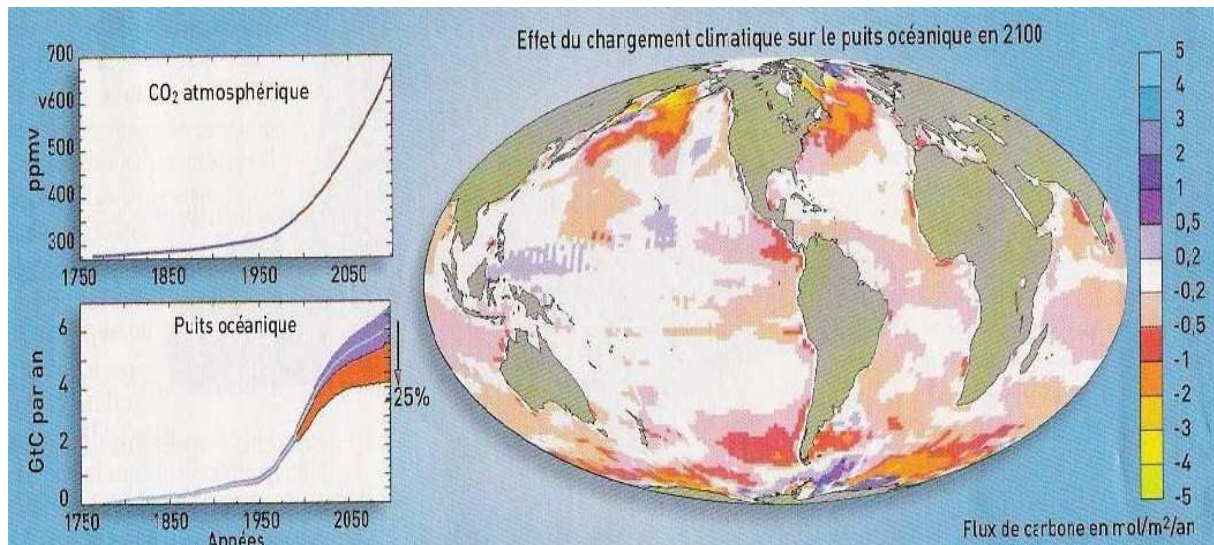 700
v600
500
400
300
ppmv
CO₂ atmosphérique
1750 1850 1950 2050
6
4
2
0
GtC par an
Puits océanique
25%
1750 1850 1950 2050
Années
Effet du changement climatique sur le puits océanique en 2100
5
4
3
2
1
0,5
0,2
-0,2
-0,5
-1
-2
-3
-4
-5
Flux de carbone en mol/m²/an